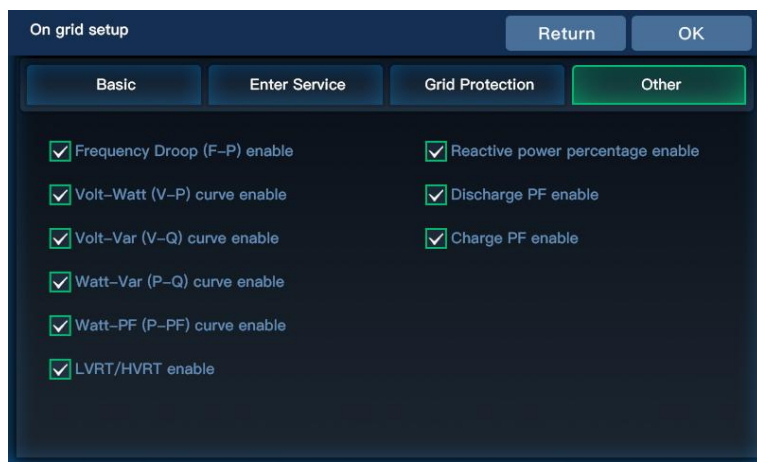 On grid setup
Return
OK
Basic
Enter Service
Grid Protection
Other
Frequency Droop (F-P) enable
Volt-Watt (V-P) curve enable
Volt-Var (V-Q) curve enable
Watt-Var (P-Q) curve enable
Watt-PF (P-PF) curve enable
LVRT/HVRT enable
Reactive power percentage enable
Discharge PF enable
Charge PF enable